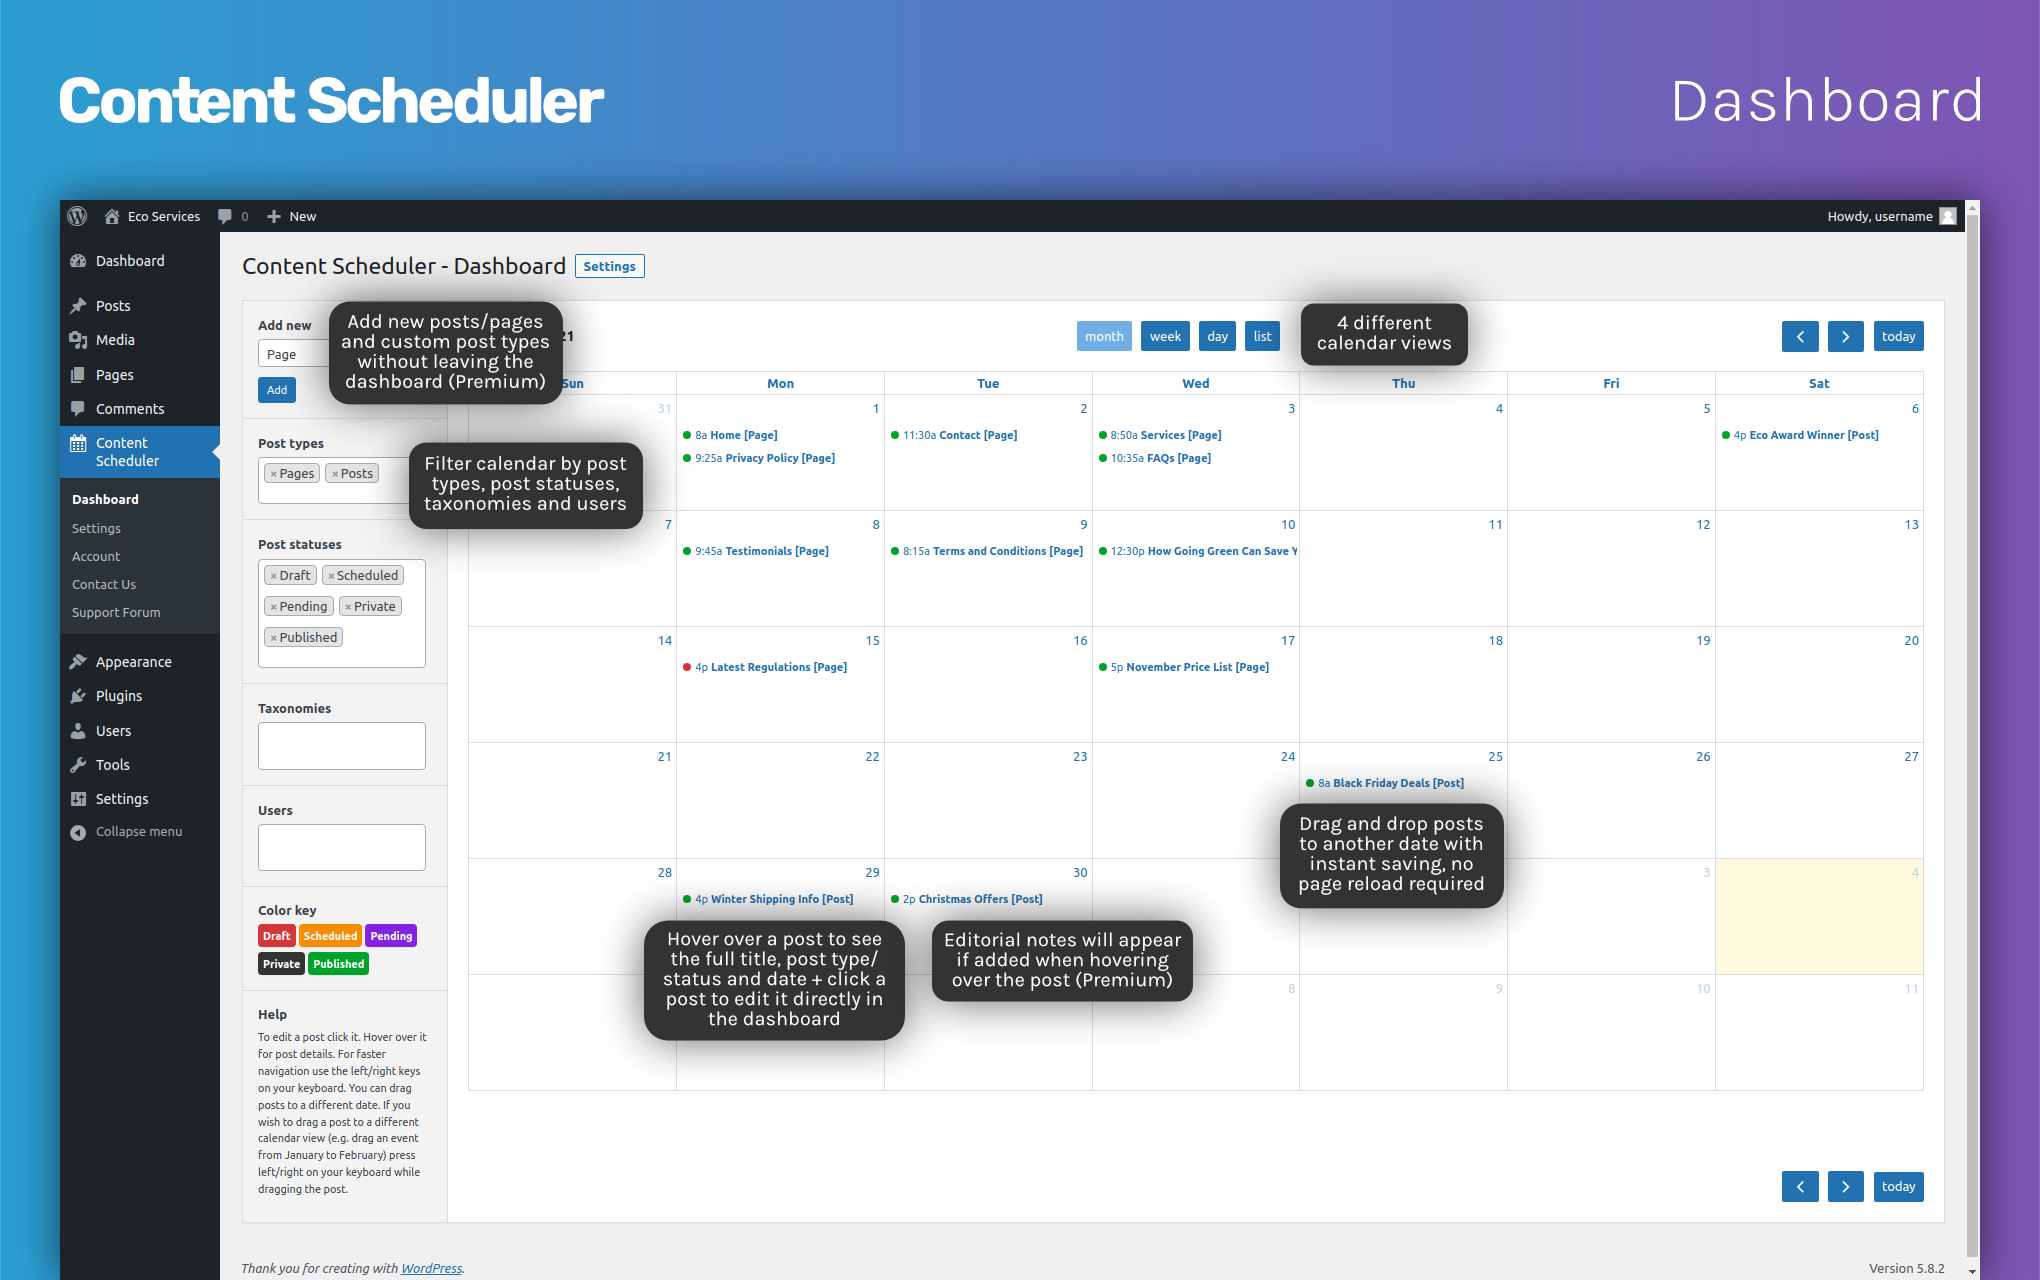 Content Scheduler
Dashboard
Eco Services
0
New
Howdy, username
Dashboard
Posts
Media
Pages
Comments
Content
Scheduler
Dashboard
Settings
Account
Contact Us
Support Forum
Appearance
Plugins
Users
Tools
Settings
Collapse menu
Content Scheduler - Dashboard
Settings
Add new
Page
Add
Add new posts/pages
and custom post types
without leaving the
dashboard (Premium)
Post types
× Pages × Posts
Filter calendar by post
types, post statuses,
taxonomies and users
Post statuses
× Draft × Scheduled
× Pending × Private
× Published
Taxonomies
Users
Color key
Draft Scheduled Pending
Private Published
Help
To edit a post click it. Hover over it
for post details. For faster
navigation use the left/right keys
on your keyboard. You can drag
posts to a different date. If you
wish to drag a post to a different
calendar view (e.g. drag an event
from January to February) press
left/right on your keyboard while
dragging the post.
21
month week day list
4 different
calendar views
< > today
Sun Mon Tue Wed Thu Fri Sat
31 1 2 3 4 5 6
8a Home [Page]
9:25a Privacy Policy [Page]
11:30a Contact [Page]
8:50a Services [Page]
10:35a FAQs [Page]
4p Eco Award Winner [Post]
7 8 9 10 11 12 13
9:45a Testimonials [Page]
8:15a Terms and Conditions [Page]
12:30p How Going Green Can Save Y
14 15 16 17 18 19 20
4p Latest Regulations [Page]
5p November Price List [Page]
21 22 23 24 25 26 27
8a Black Friday Deals [Post]
Drag and drop posts
to another date with
instant saving, no
page reload required
28 29 30 3 4
4p Winter Shipping Info [Post]
2p Christmas Offers [Post]
Hover over a post to see
the full title, post type/
status and date + click a
post to edit it directly in
the dashboard
Editorial notes will appear
if added when hovering
over the post (Premium)
8 9 10 11
< > today
Thank you for creating with WordPress.
Version 5.8.2